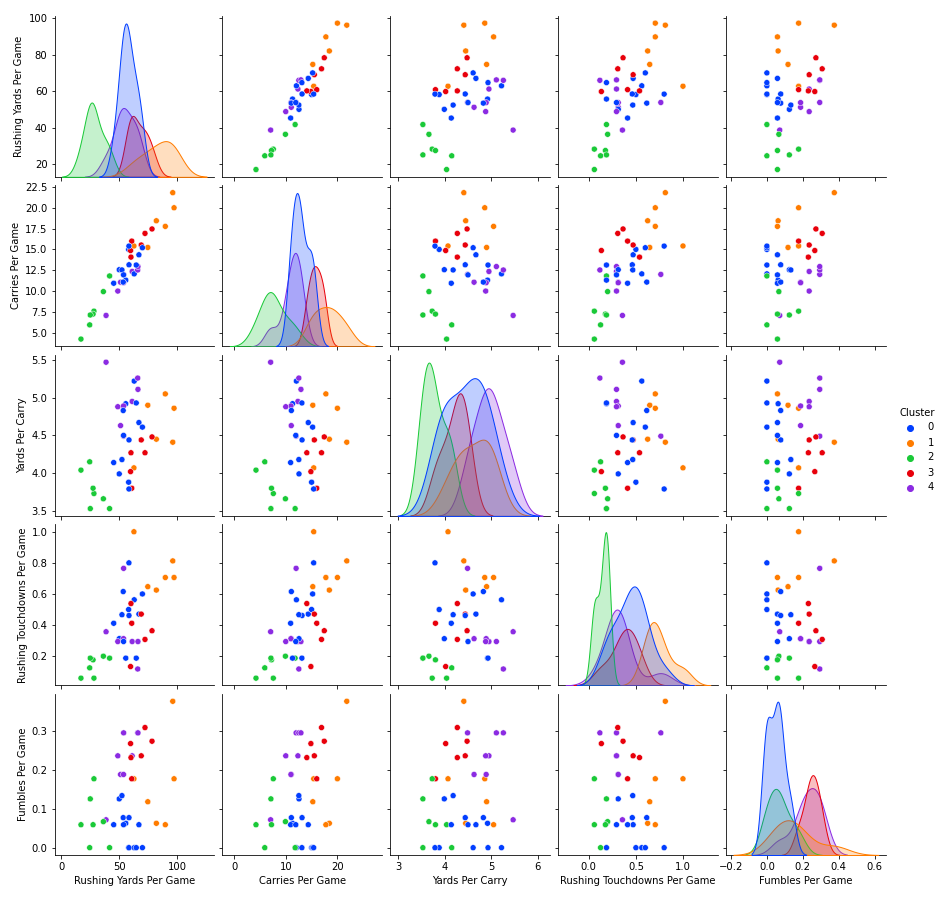 100
80
60
40
20
Rushing Yards Per Game
22.5
20.0
17.5
15.0
12.5
10.0
7.5
5.0
Carries Per Game
5.5
5.0
4.5
4.0
3.5
Yards Per Carry
Cluster
0
1
2
3
4
1.0
0.8
0.6
0.4
0.2
Rushing Touchdowns Per Game
0.3
0.2
0.1
0.0
Fumbles Per Game
0 50 100
Rushing Yards Per Game
0 10 20
Carries Per Game
3 4 5 6
Yards Per Carry
0.0 0.5 1.0
Rushing Touchdowns Per Game
−0.2 0.0 0.2 0.4 0.6
Fumbles Per Game